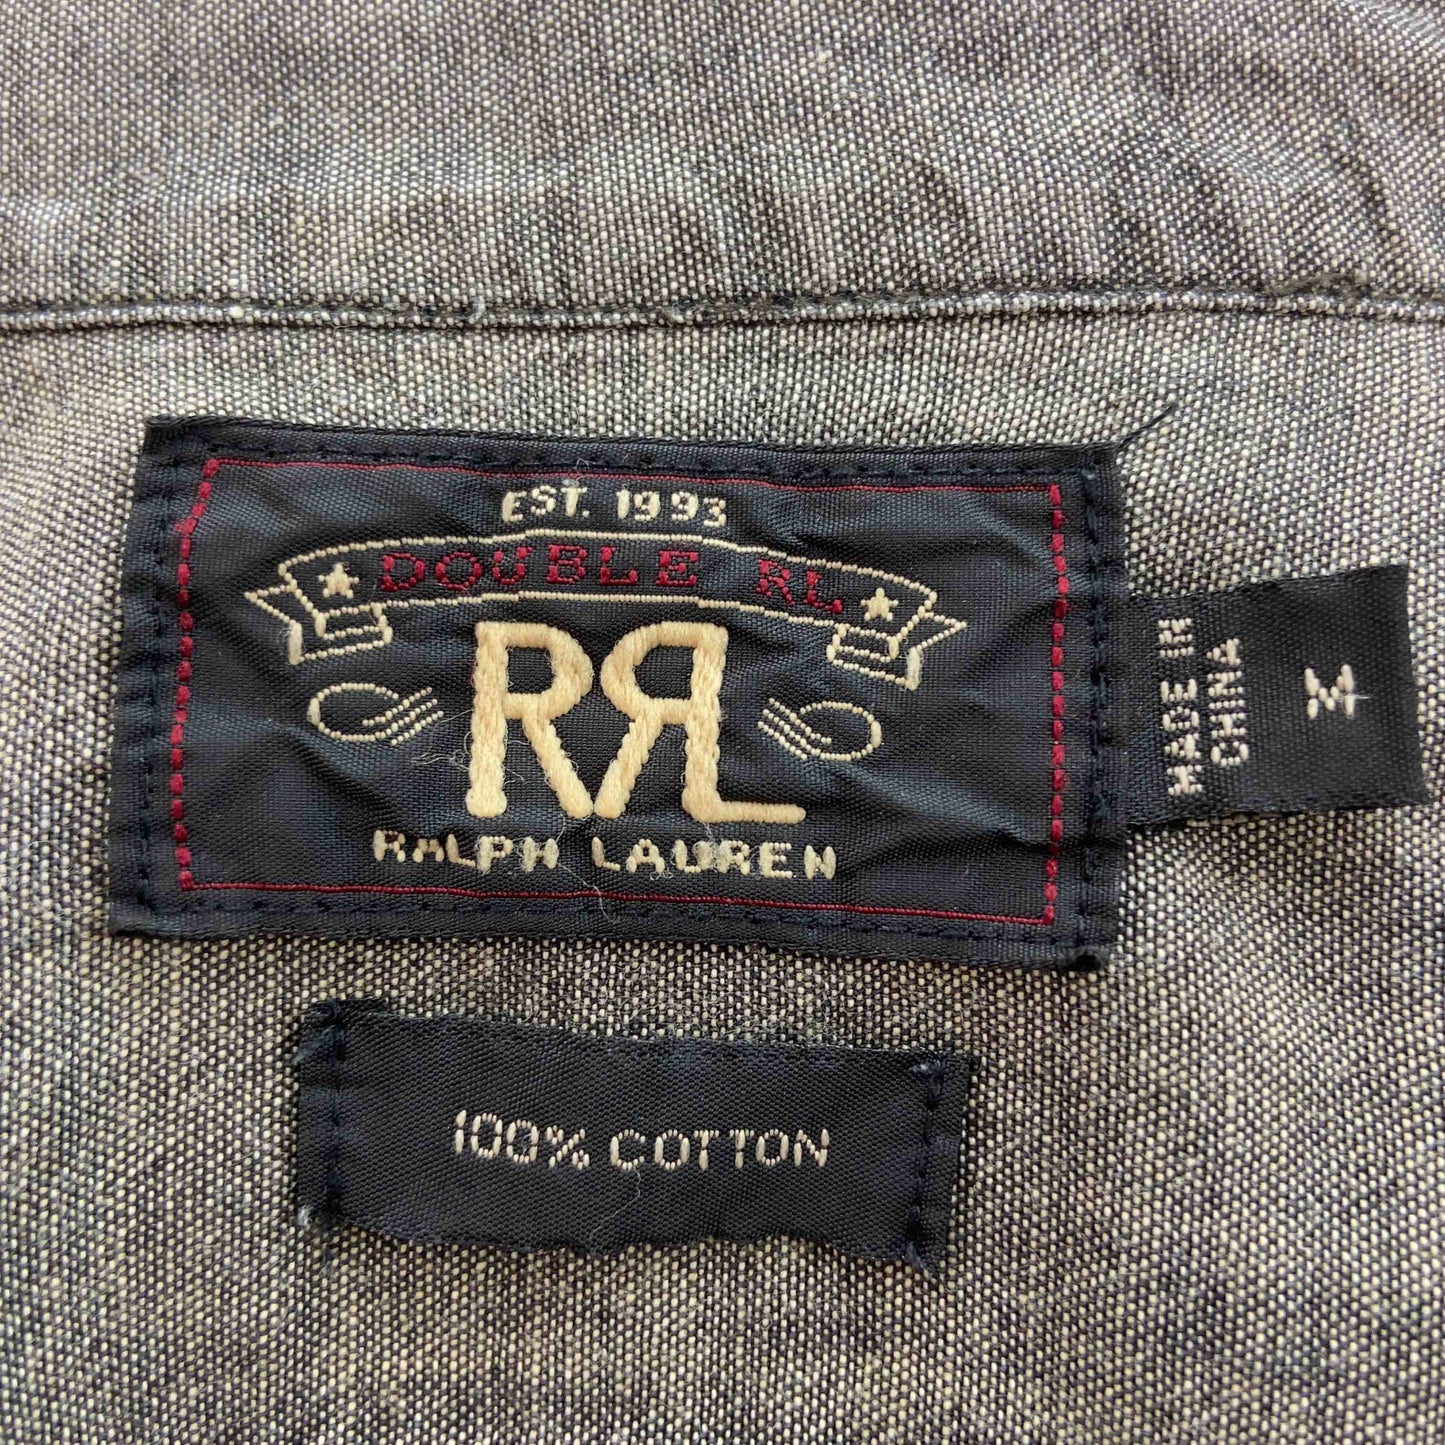 EST. 1993
DOUBLE RL
RRL
RALPH LAUREN
MADE IN
CHINA
M
100% COTTON